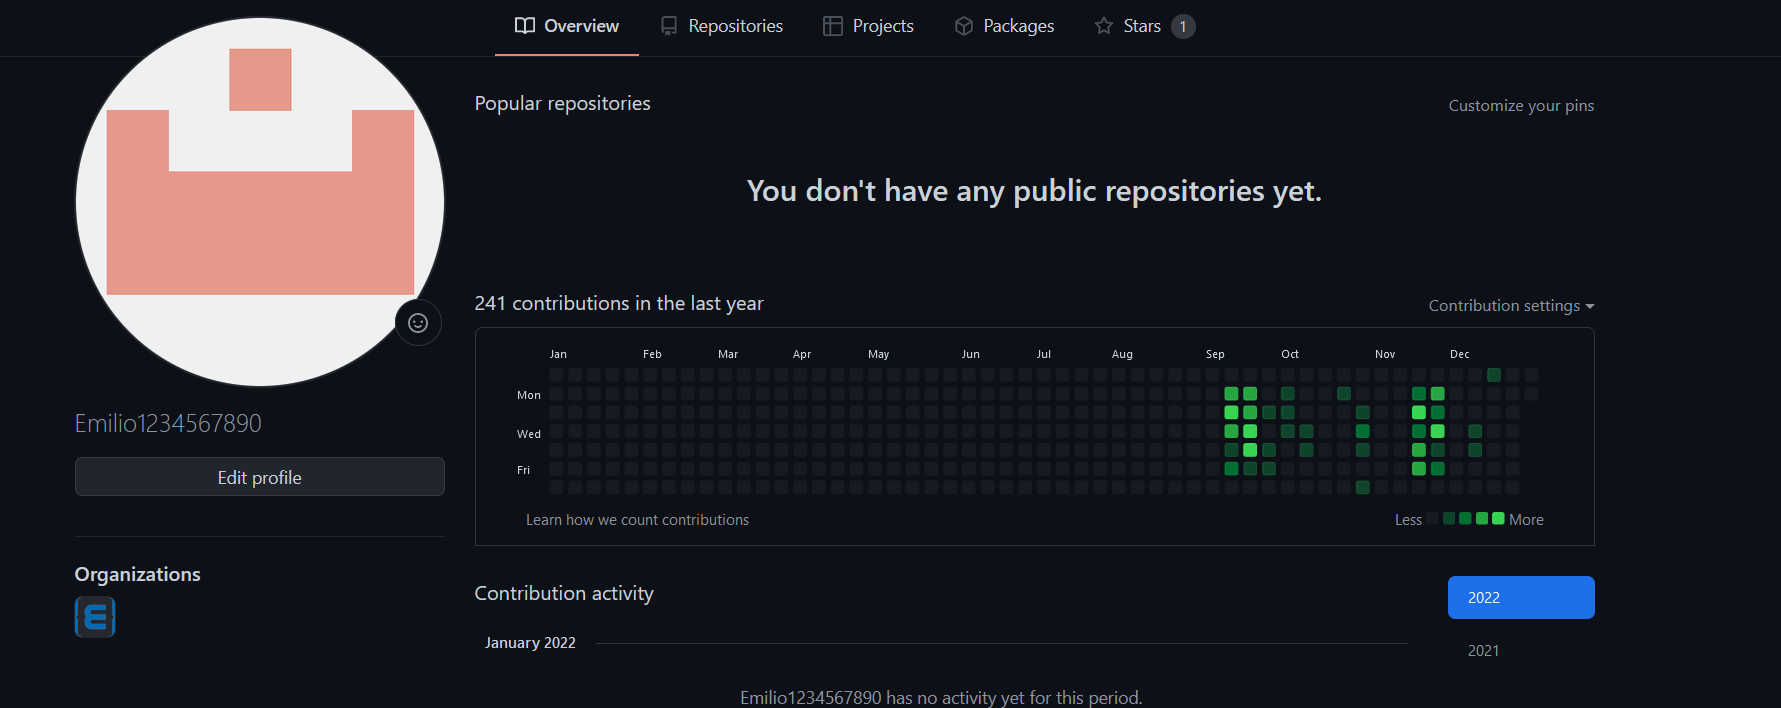 Overview Repositories Projects Packages Stars 1
Popular repositories Customize your pins
You don't have any public repositories yet.
241 contributions in the last year Contribution settings
Jan Feb Mar Apr May Jun Jul Aug Sep Oct Nov Dec
Mon
Wed
Fri
Learn how we count contributions Less More
Emilio1234567890
Edit profile
Organizations
E
Contribution activity 2022
January 2022 2021
Emilio1234567890 has no activity yet for this period.